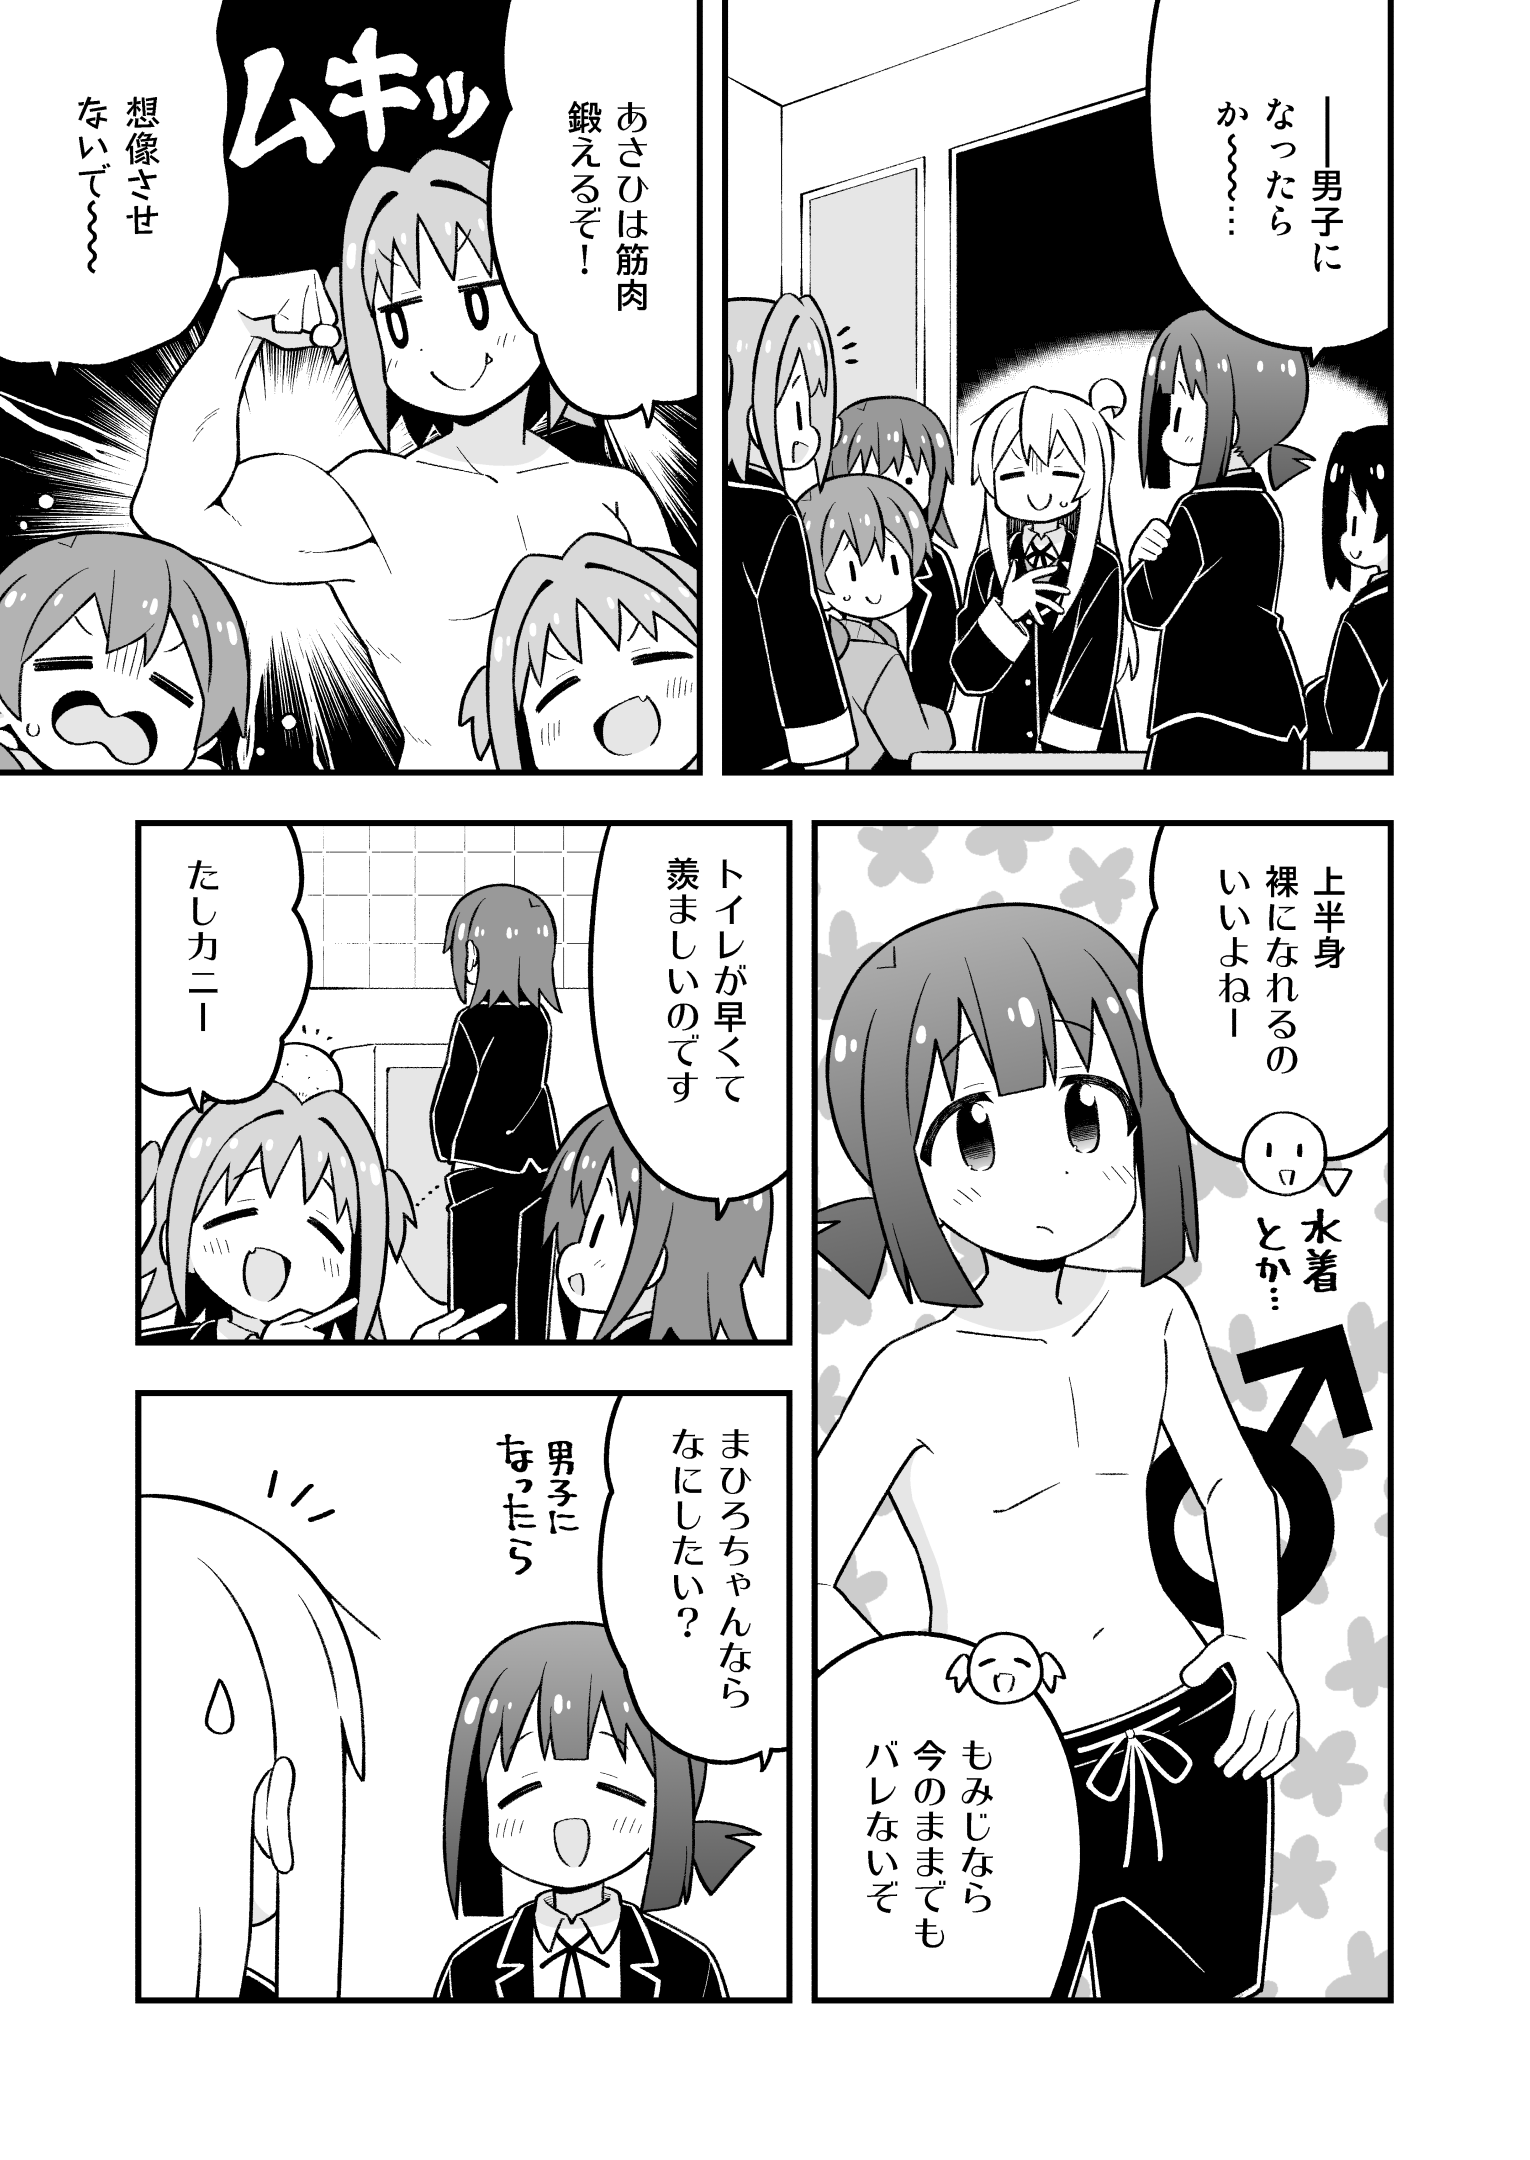 ――男子に
なったら
か～～～…
あさひは筋肉
鍛えるぞ！
ムキッ
想像させ
ないで～～～
上半身
裸になれるの
いいよねー
水着
とか…
もみじなら
今のままでも
バレないぞ
トイレが早くて
羨ましいのです
たしカニー
まひろちゃんなら
なにしたい？
男子に
なったら